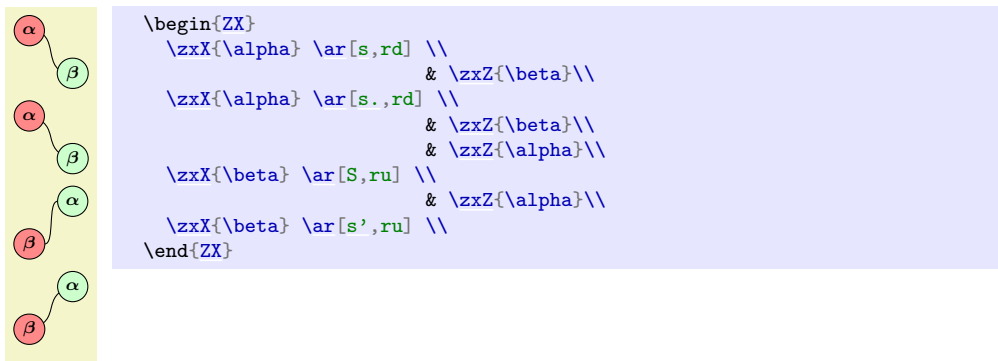 α
β
α
β
α
β
α
β
\begin{ZX}
\zxX{\alpha} \ar[s,rd] \\
& \zxZ{\beta}\\
\zxX{\alpha} \ar[s.,rd] \\
& \zxZ{\beta}\\
& \zxZ{\alpha}\\
\zxX{\beta} \ar[S,ru] \\
& \zxZ{\alpha}\\
\zxX{\beta} \ar[s',ru] \\
\end{ZX}